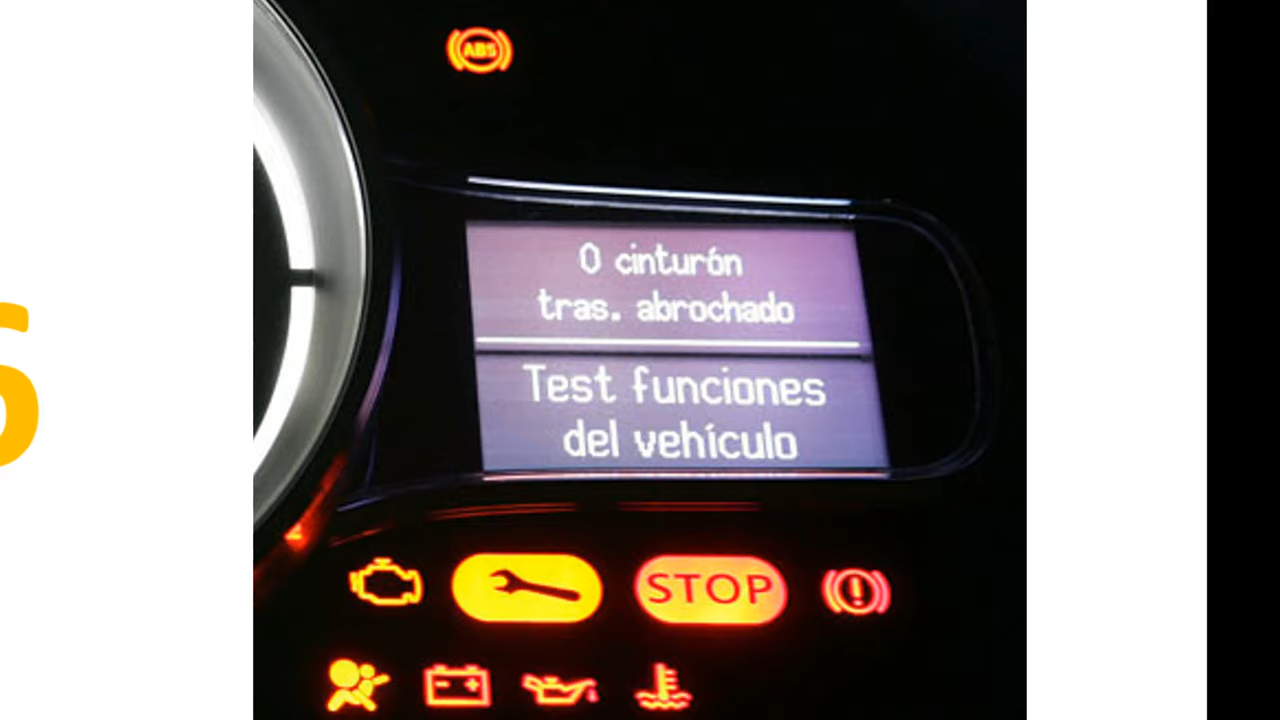 ABS
0 cinturón
tras. abrochado
Test funciones
del vehículo
STOP